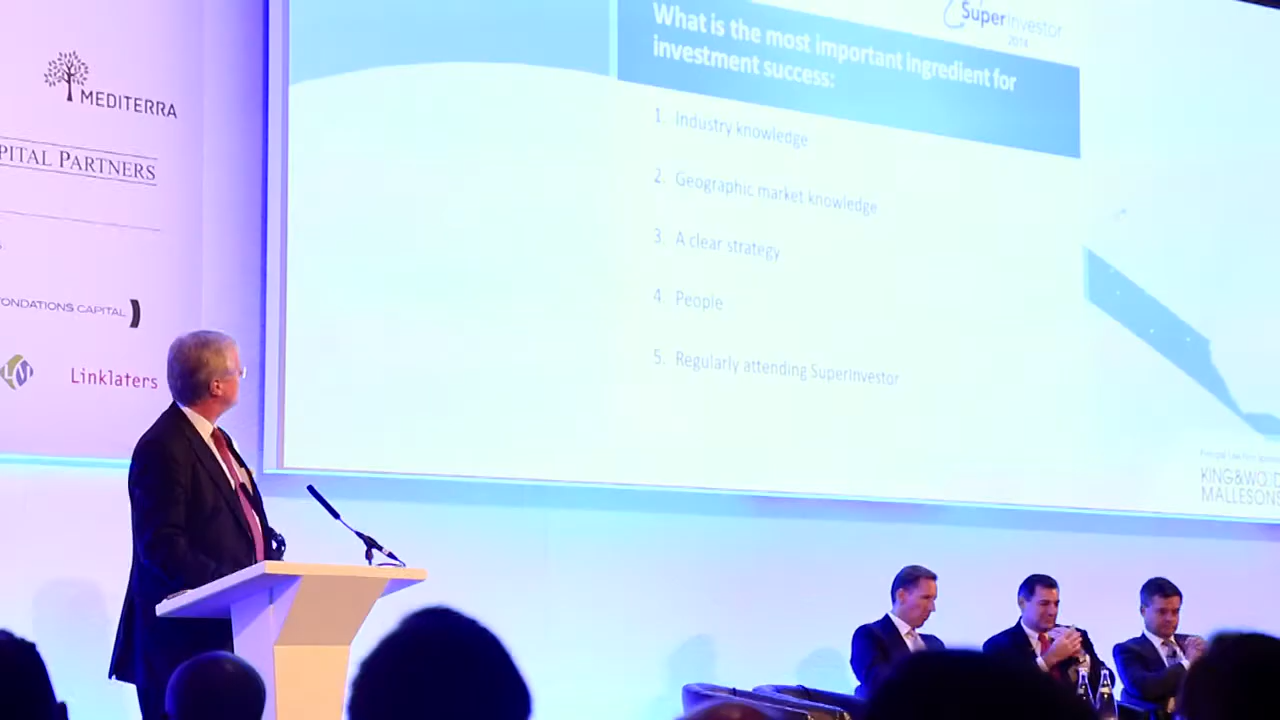 MEDITERRA
PITAL PARTNERS
ONDATIONS CAPITAL
Linklaters
SuperInvestor
2014
What is the most important ingredient for
investment success:
1. Industry knowledge
2. Geographic market knowledge
3. A clear strategy
4. People
5. Regularly attending SuperInvestor
KING&WOOD
MALLESONS